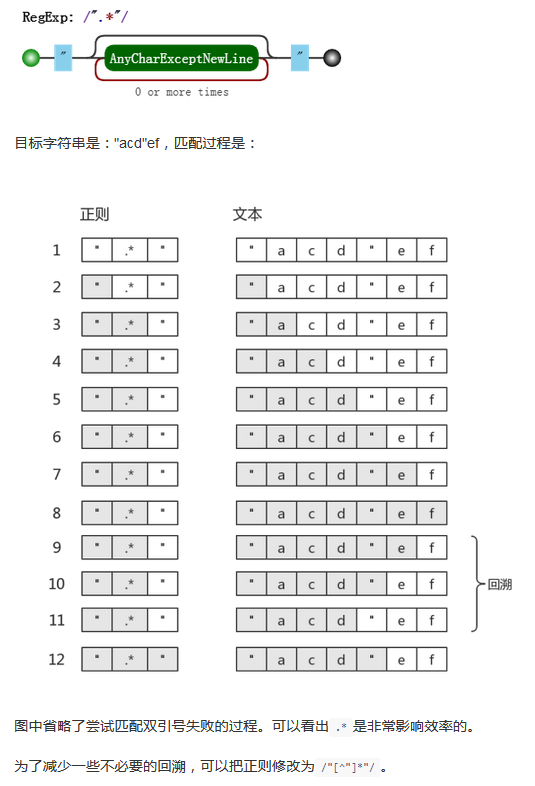 RegExp: /".*"/
" AnyCharExceptNewLine "
0 or more times
目标字符串是："acd"ef，匹配过程是：
正则 文本
1 " .* " " a c d " e f
2 " .* " " a c d " e f
3 " .* " " a c d " e f
4 " .* " " a c d " e f
5 " .* " " a c d " e f
6 " .* " " a c d " e f
7 " .* " " a c d " e f
8 " .* " " a c d " e f
9 " .* " " a c d " e f
10 " .* " " a c d " e f 回溯
11 " .* " " a c d " e f
12 " .* " " a c d " e f
图中省略了尝试匹配双引号失败的过程。可以看出 .* 是非常影响效率的。
为了减少一些不必要的回溯，可以把正则修改为 /"[^"]*"/ 。